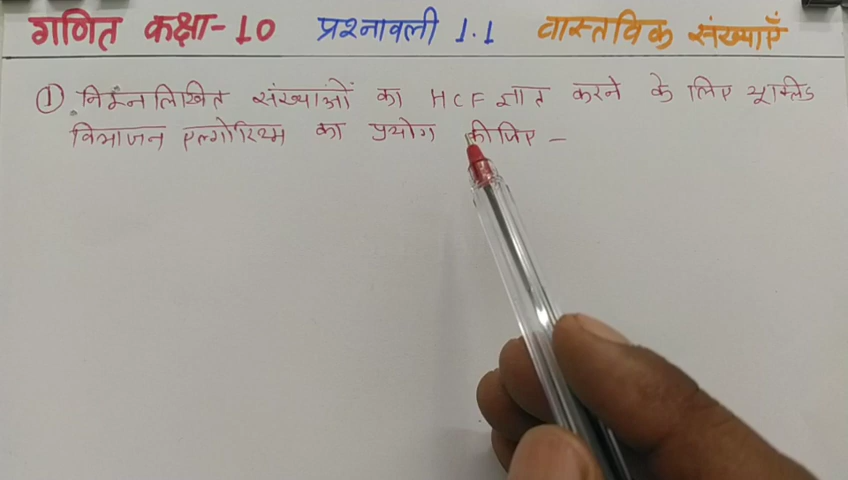 गणित कक्षा-10 प्रश्नावली 1.1 वास्तविक संख्याएँ
① निम्नलिखित संख्याओं का HCF ज्ञात करने के लिए यूक्लिड
विभाजन एल्गोरिथ्म का प्रयोग कीजिए -